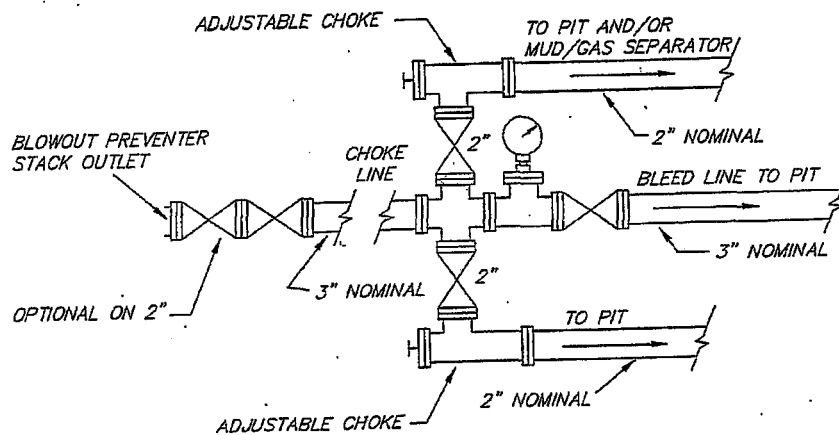 ADJUSTABLE CHOKE
TO PIT AND/OR
MUD/GAS SEPARATOR
2"
2" NOMINAL
BLOWOUT PREVENTER
STACK OUTLET
CHOKE
LINE
BLEED LINE TO PIT
OPTIONAL ON 2"
3" NOMINAL
2"
3" NOMINAL
TO PIT
2" NOMINAL
ADJUSTABLE CHOKE